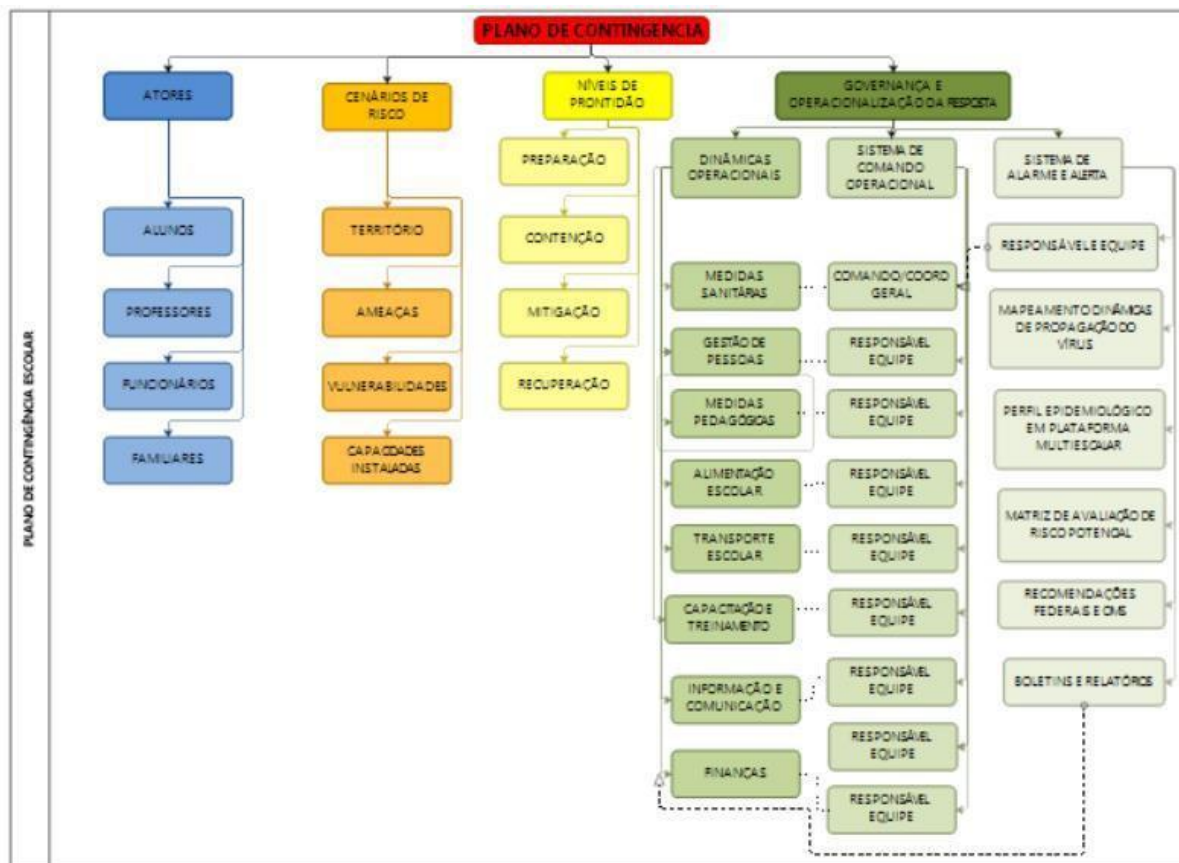 PLANO DE CONTINGÊNCIA
ATORES
CENÁRIOS DE
RISCO
NÍVEIS DE
PRONTIDÃO
GOVERNANÇA E
OPERACIONALIZAÇÃO DA RESPOSTA
ALUNOS
PROFESSORES
FUNCIONÁRIOS
FAMILIARES
TERRITÓRIO
AMEAÇAS
VULNERABILIDADES
CAPACIDADES
INSTALADAS
PREPARAÇÃO
CONTENÇÃO
MITIGAÇÃO
RECUPERAÇÃO
DINÂMICAS
OPERACIONAIS
MEDIDAS
SANITÁRIAS
GESTÃO DE
PESSOAS
MEDIDAS
PEDAGÓGICAS
ALIMENTAÇÃO
ESCOLAR
TRANSPORTE
ESCOLAR
CAPACITAÇÃO E
TREINAMENTO
INFORMAÇÃO E
COMUNICAÇÃO
FINANÇAS
SISTEMA DE
COMANDO
OPERACIONAL
COMANDO/COORD
GERAL
RESPONSÁVEL
EQUIPE
RESPONSÁVEL
EQUIPE
RESPONSÁVEL
EQUIPE
RESPONSÁVEL
EQUIPE
RESPONSÁVEL
EQUIPE
RESPONSÁVEL
EQUIPE
RESPONSÁVEL
EQUIPE
RESPONSÁVEL
EQUIPE
SISTEMA DE
ALARME E ALERTA
RESPONSÁVEL E EQUIPE
MAPEAMENTO DINÂMICAS
DE PROPAGAÇÃO DO
VÍRUS
PERFIL EPIDEMIOLÓGICO
EM PLATAFORMA
MULTIESCALAR
MATRIZ DE AVALIAÇÃO DE
RISCO POTENCIAL
RECOMENDAÇÕES
FEDERAIS E OMS
BOLETINS E RELATÓRIOS
PLANO DE CONTINGÊNCIA ESCOLAR